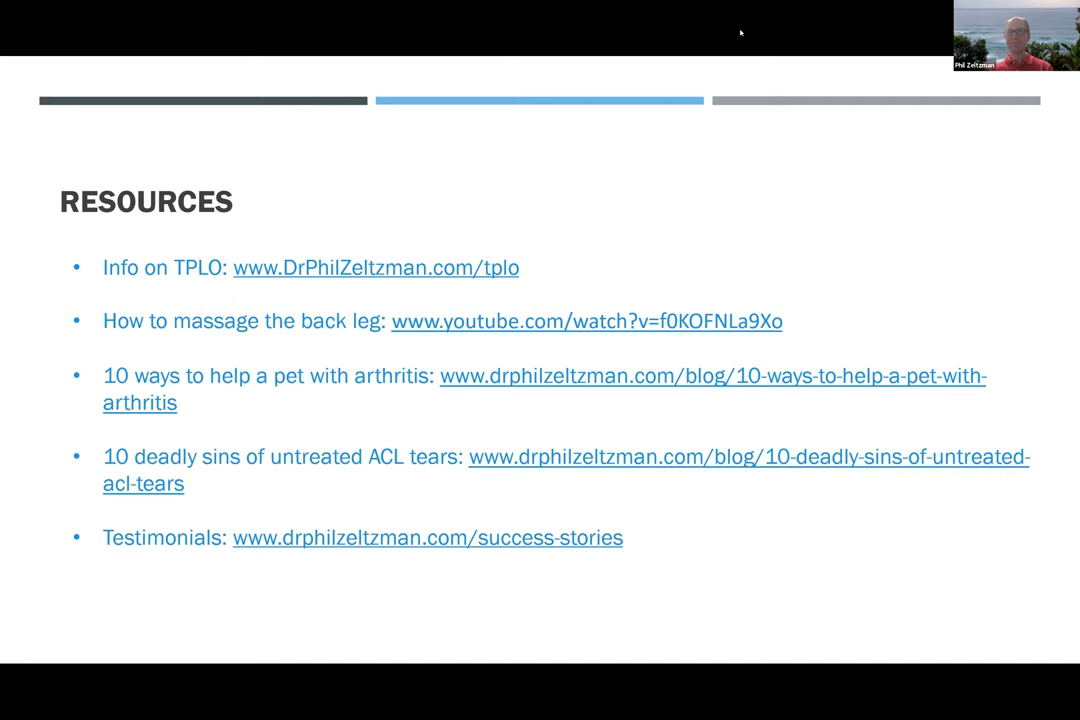 Phil Zeltzman
RESOURCES
• Info on TPLO: www.DrPhilZeltzman.com/tplo
• How to massage the back leg: www.youtube.com/watch?v=f0KOFNLa9Xo
• 10 ways to help a pet with arthritis: www.drphilzeltzman.com/blog/10-ways-to-help-a-pet-with-
arthritis
• 10 deadly sins of untreated ACL tears: www.drphilzeltzman.com/blog/10-deadly-sins-of-untreated-
acl-tears
• Testimonials: www.drphilzeltzman.com/success-stories